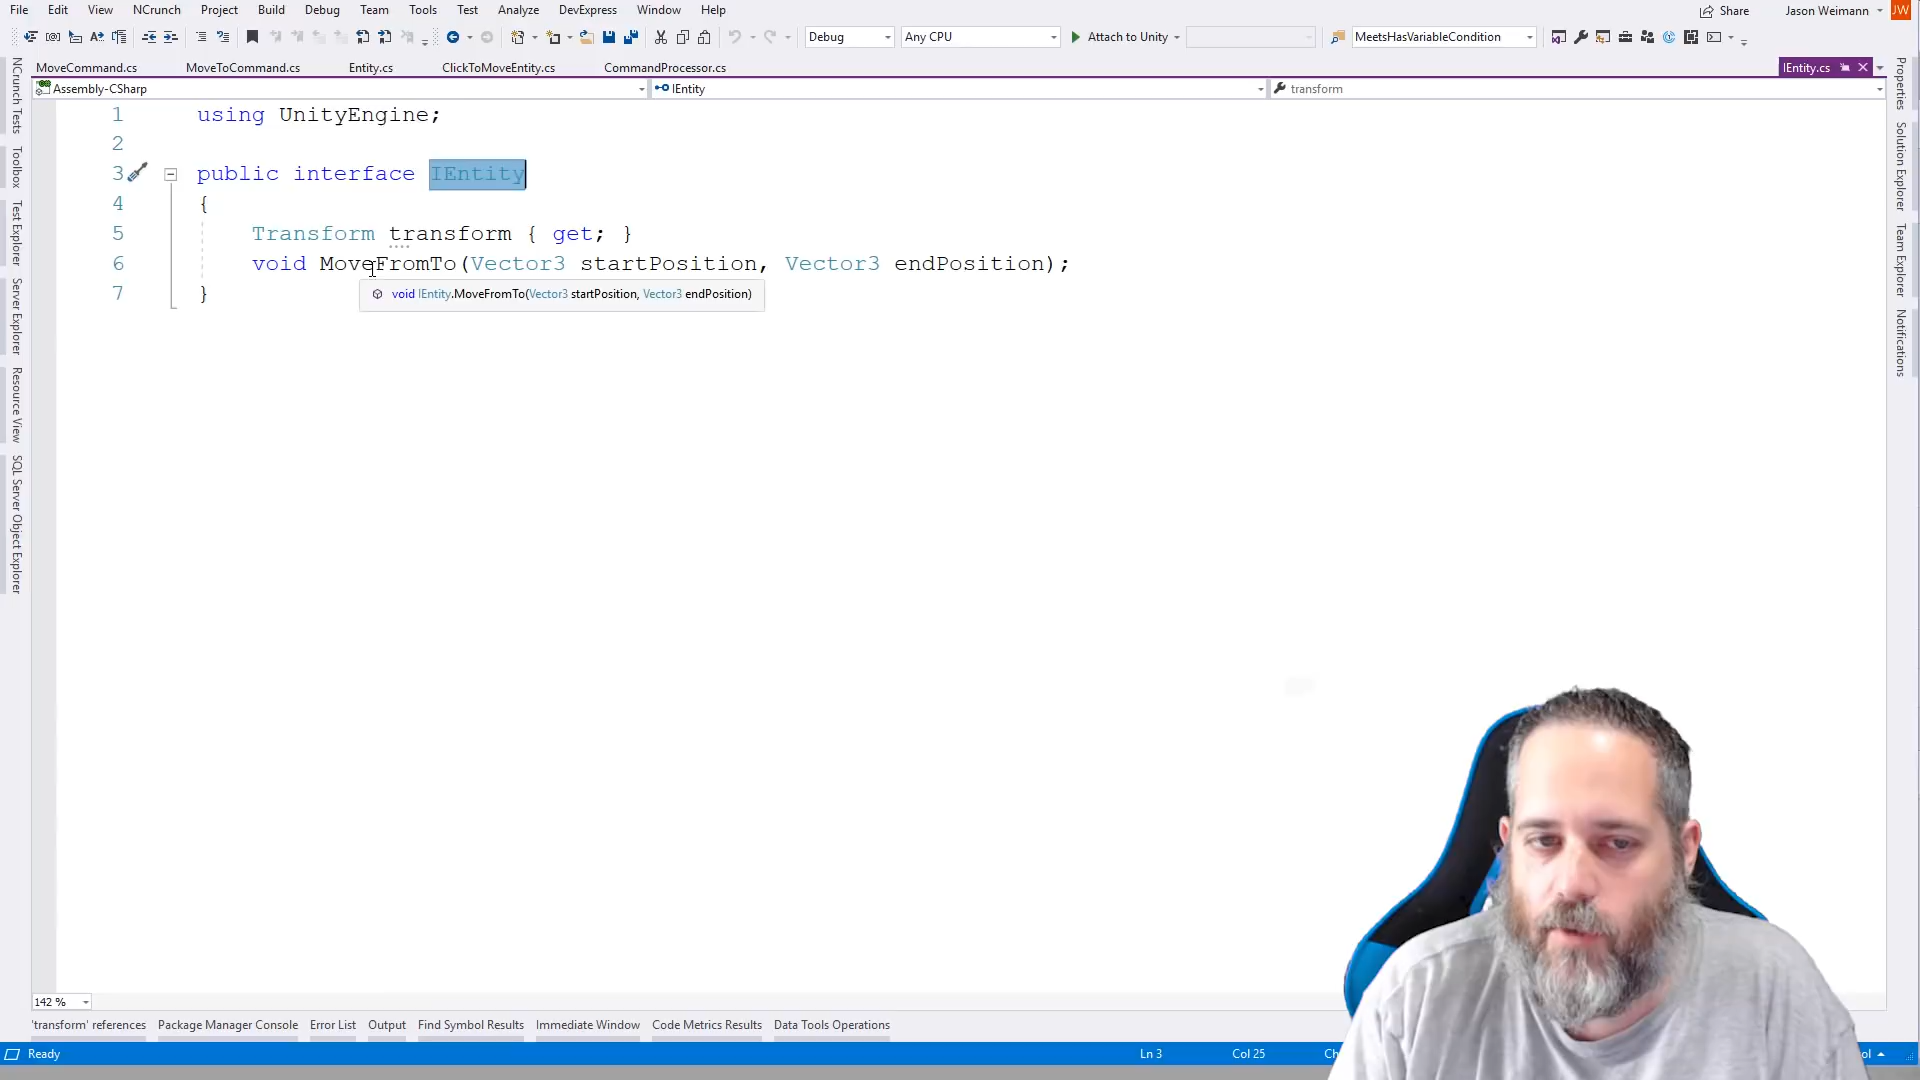 File Edit View NCrunch Project Build Debug Team Tools Test Analyze DevExpress Window Help Share Jason Weimann JW
Debug Any CPU Attach to Unity MeetsHasVariableCondition
MoveCommand.cs MoveToCommand.cs Entity.cs ClickToMoveEntity.cs CommandProcessor.cs IEntity.cs
Assembly-CSharp IEntity transform
1 using UnityEngine;
2
3 public interface IEntity
4 {
5 Transform transform { get; }
6 void MoveFromTo(Vector3 startPosition, Vector3 endPosition);
void IEntity.MoveFromTo(Vector3 startPosition, Vector3 endPosition)
7 }
NCrunch Tests
Toolbox
Test Explorer
Server Explorer
Resource View
SQL Server Object Explorer
Properties
Solution Explorer
Team Explorer
Notifications
142 %
'transform' references Package Manager Console Error List Output Find Symbol Results Immediate Window Code Metrics Results Data Tools Operations
Ready Ln 3 Col 25